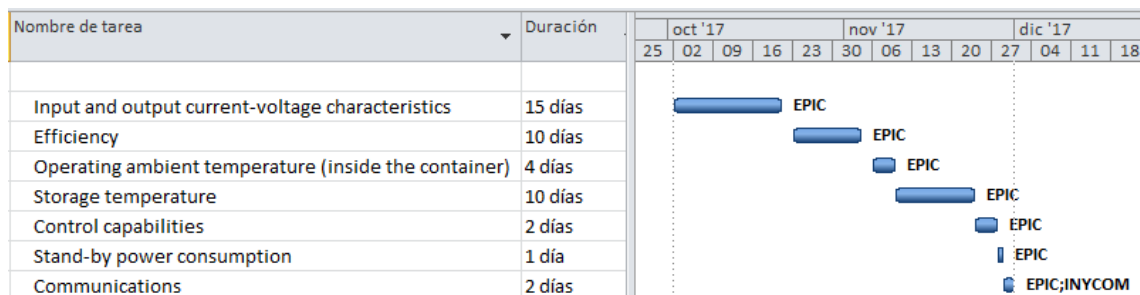 Nombre de tarea Duración oct '17 nov '17 dic '17
25 02 09 16 23 30 06 13 20 27 04 11 18
Input and output current-voltage characteristics 15 días EPIC
Efficiency 10 días EPIC
Operating ambient temperature (inside the container) 4 días EPIC
Storage temperature 10 días EPIC
Control capabilities 2 días EPIC
Stand-by power consumption 1 día EPIC
Communications 2 días EPIC;INYCOM